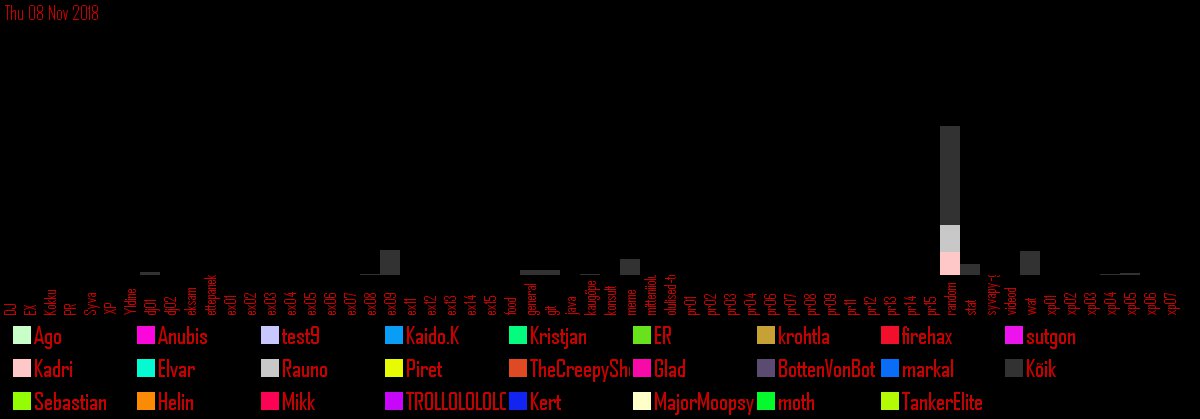 Thu 08 Nov 2018
DJ EX Kokku PR Syva XP Yldine dj01 dj02 eksam ettepanek ex01 ex02 ex03 ex04 ex05 ex06 ex07 ex08 ex09 ex11 ex12 ex13 ex14 ex15 food general git java konsult meme pr01 pr02 pr03 pr04 pr06 pr07 pr08 pr09 pr11 pr12 pr13 pr14 pr15 random stat videod wat xp01 xp02 xp03 xp04 xp05 xp06 xp07
Ago Anubis test9 Kaido.K Kristjan ER krohtla firehax sutgon
Kadri Elvar Rauno Piret TheCreepySh Glad BottenVonBot markal Kõik
Sebastian Helin Mikk TROLLOLOLOLO Kert MajorMoopsy moth TankerElite